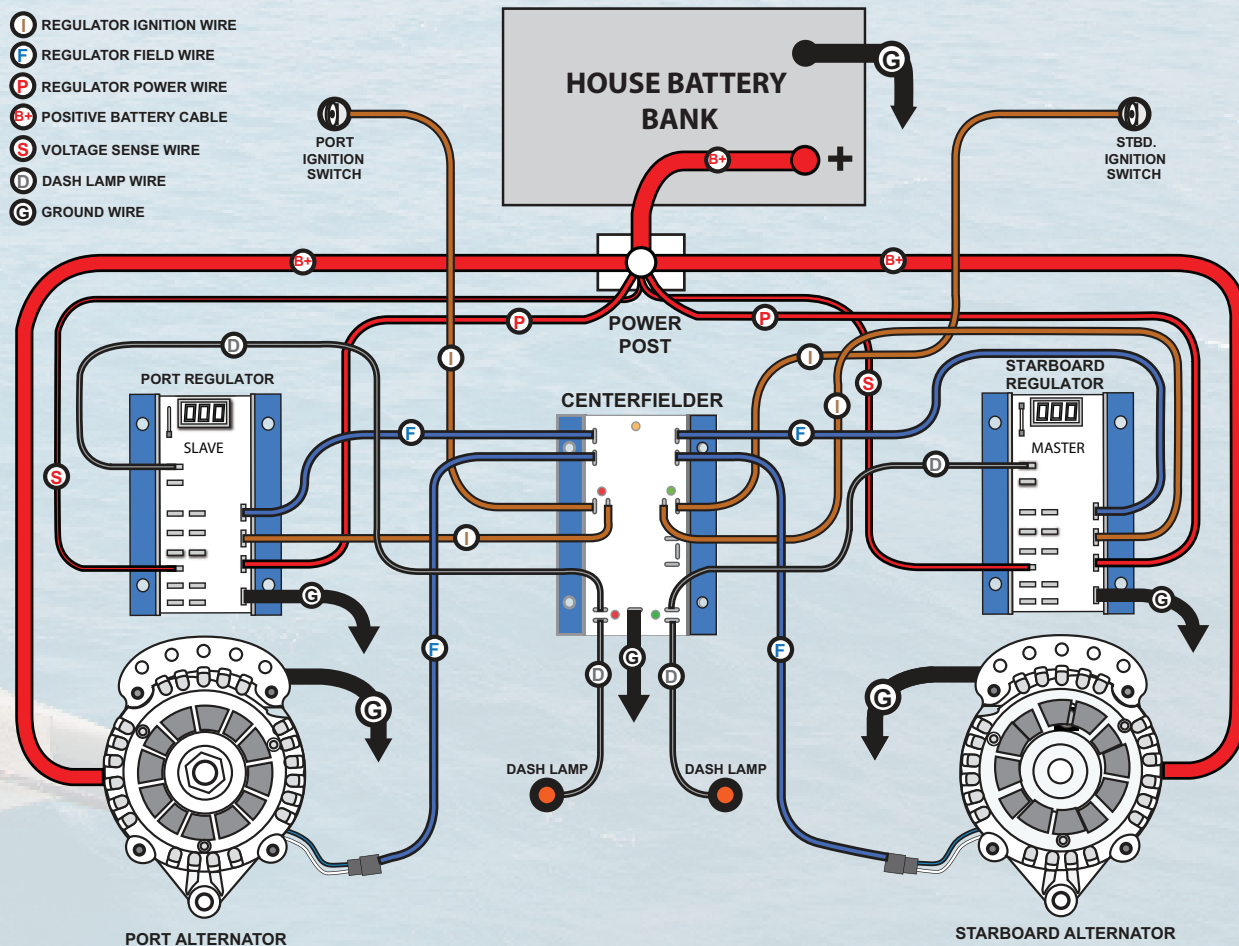 I REGULATOR IGNITION WIRE
F REGULATOR FIELD WIRE
P REGULATOR POWER WIRE
B+ POSITIVE BATTERY CABLE
S VOLTAGE SENSE WIRE
D DASH LAMP WIRE
G GROUND WIRE
HOUSE BATTERY
BANK
G
B+
+
PORT
IGNITION
SWITCH
STBD.
IGNITION
SWITCH
B+
B+
P
P
POWER
POST
D
I
I
S
I
PORT REGULATOR
000
SLAVE
STARBOARD
REGULATOR
000
MASTER
CENTERFIELDER
F
F
D
S
I
G
G
G
F
F
D
D
G
G
DASH LAMP
DASH LAMP
PORT ALTERNATOR
STARBOARD ALTERNATOR